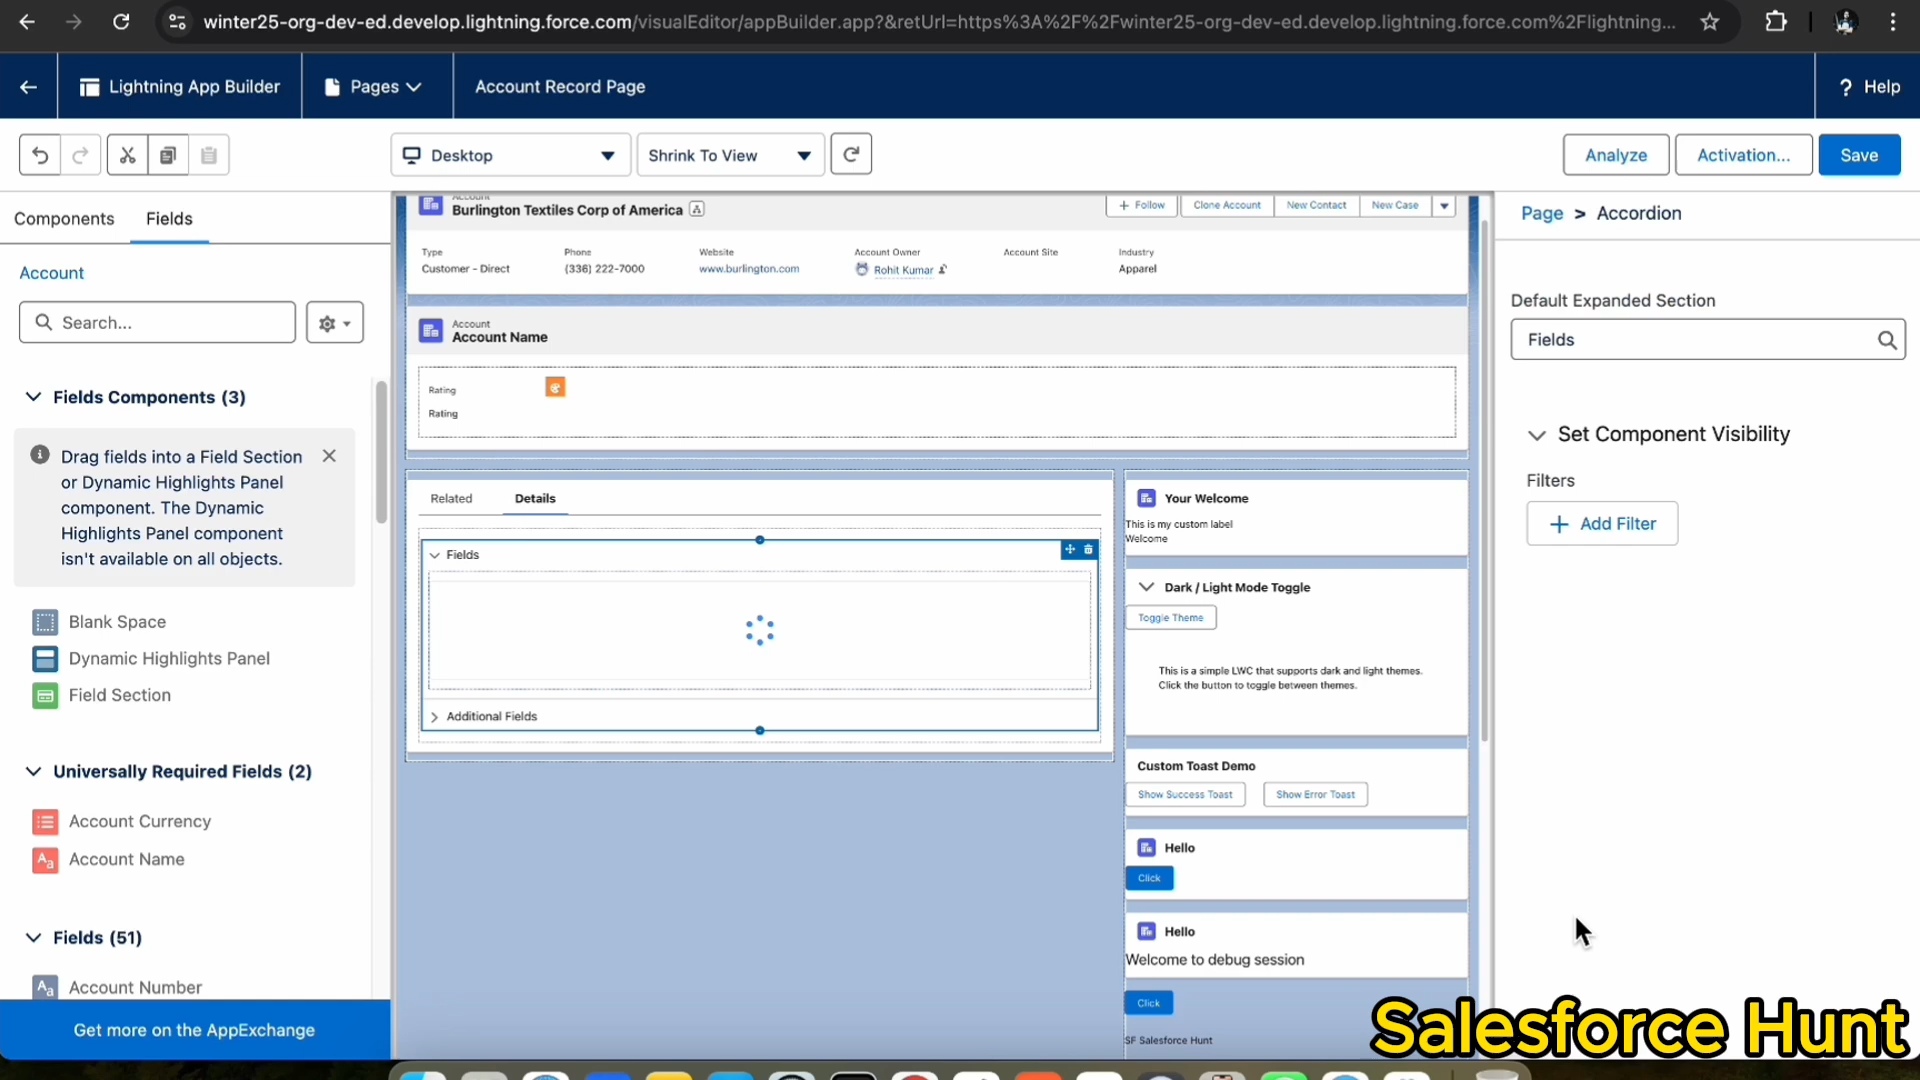 winter25-org-dev-ed.develop.lightning.force.com/visualEditor/appBuilder.app?&retUrl=https%3A%2F%2Fwinter25-org-dev-ed.develop.lightning.force.com%2Flightning...
Lightning App Builder
Pages
Account Record Page
? Help
Desktop
Shrink To View
Analyze
Activation...
Save
Components
Fields
Account
Search...
Fields Components (3)
Drag fields into a Field Section
or Dynamic Highlights Panel
component. The Dynamic
Highlights Panel component
isn't available on all objects.
Blank Space
Dynamic Highlights Panel
Field Section
Universally Required Fields (2)
Account Currency
Account Name
Fields (51)
Account Number
Get more on the AppExchange
Account
Burlington Textiles Corp of America
Follow
Clone Account
New Contact
New Case
Type
Customer - Direct
Phone
(336) 222-7000
Website
www.burlington.com
Account Owner
Rohit Kumar
Account Site
Industry
Apparel
Account
Account Name
Rating
Rating
Related
Details
Fields
Additional Fields
Your Welcome
This is my custom label
Welcome
Dark / Light Mode Toggle
Toggle Theme
This is a simple LWC that supports dark and light themes.
Click the button to toggle between themes.
Custom Toast Demo
Show Success Toast
Show Error Toast
Hello
Click
Hello
Welcome to debug session
Click
SF Salesforce Hunt
Page > Accordion
Default Expanded Section
Fields
Set Component Visibility
Filters
Add Filter
Salesforce Hunt